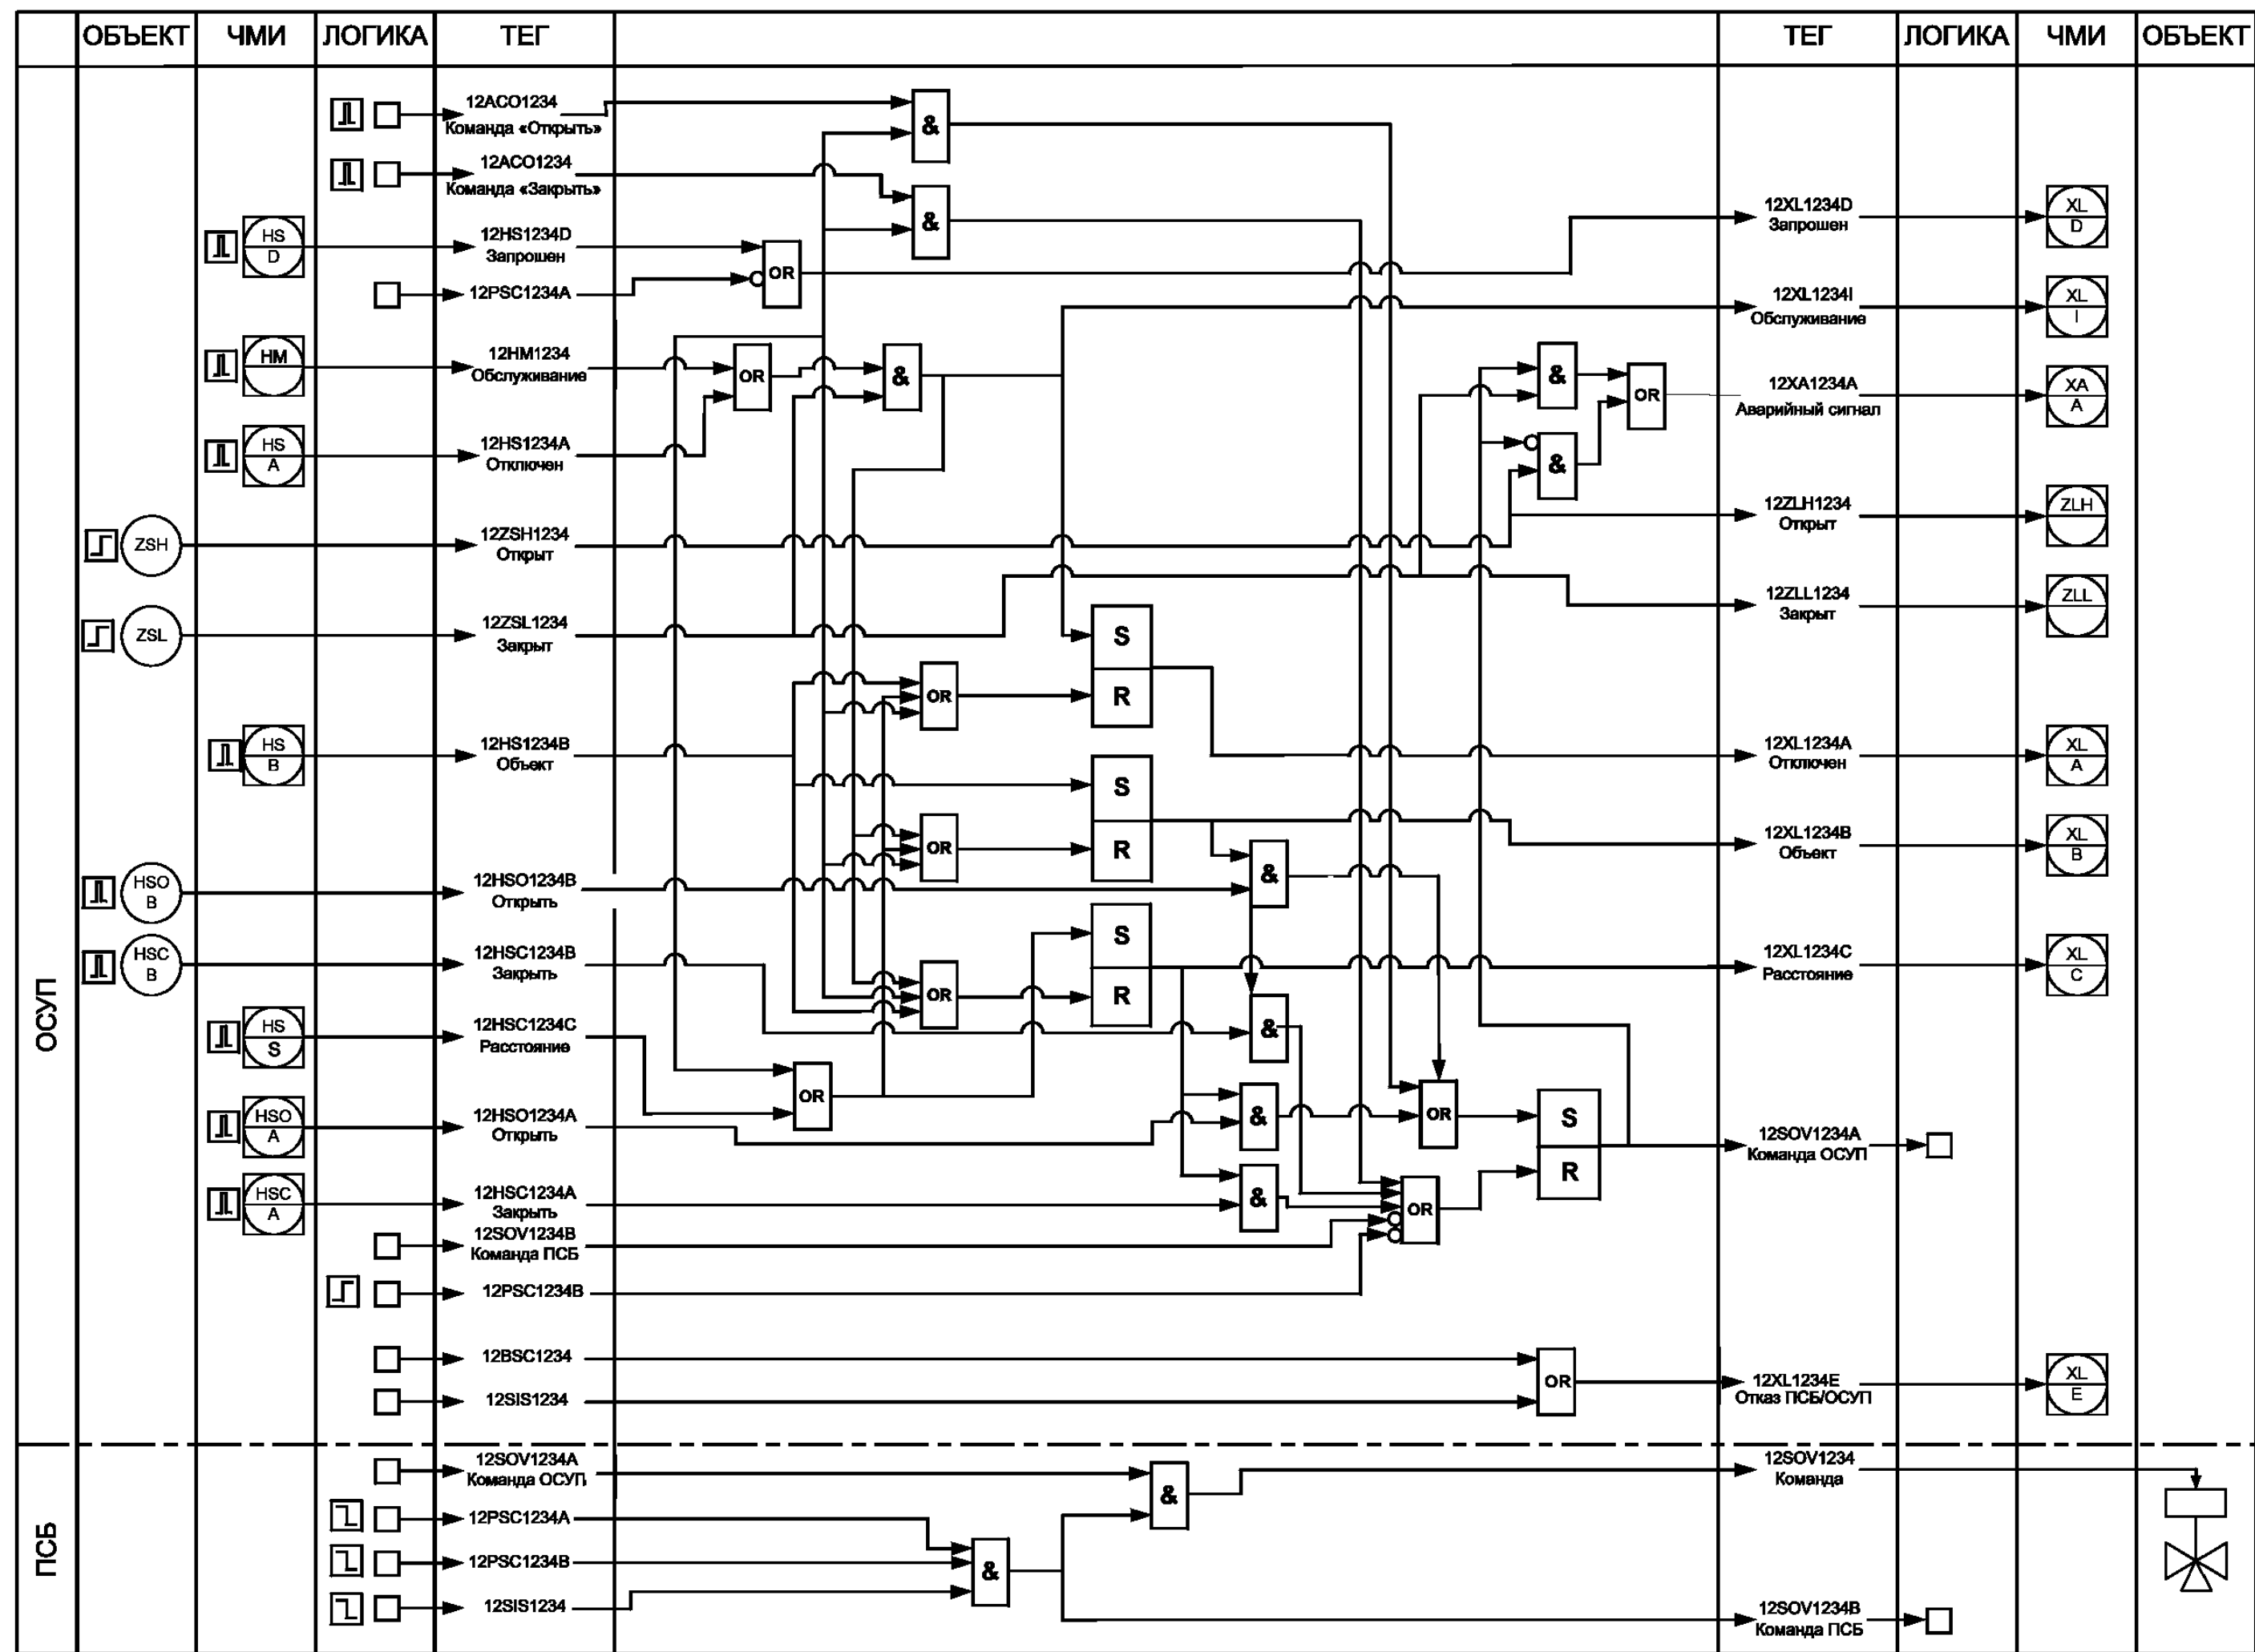 ОБЪЕКТ ЧМИ ЛОГИКА ТЕГ ТЕГ ЛОГИКА ЧМИ ОБЪЕКТ
ОСУП
12ACO1234
Команда «Открыть»
&
12ACO1234
Команда «Закрыть»
&
HS
D
12HS1234D
Запрошен
OR
12PSC1234A
12XL1234D
Запрошен
XL
D
12XL1234I
Обслуживание
XL
I
HM
12HM1234
Обслуживание
OR
&
&
OR
12XA1234A
Аварийный сигнал
XA
A
HS
A
12HS1234A
Отключен
&
ZSH
12ZSH1234
Открыт
12ZLH1234
Открыт
ZLH
ZSL
12ZSL1234
Закрыт
12ZLL1234
Закрыт
ZLL
S
R
OR
HS
B
12HS1234B
Объект
12XL1234A
Отключен
XL
A
S
R
OR
12XL1234B
Объект
XL
B
HSO
B
12HSO1234B
Открыть
&
HSC
B
12HSC1234B
Закрыть
S
R
OR
12XL1234C
Расстояние
XL
C
HS
S
12HSC1234C
Расстояние
&
OR
HSO
A
12HSO1234A
Открыть
&
OR
S
R
12SOV1234A
Команда ОСУП
HSC
A
12HSC1234A
Закрыть
&
OR
12SOV1234B
Команда ПСБ
12PSC1234B
12BSC1234
12SIS1234
OR
12XL1234E
Отказ ПСБ/ОСУП
XL
E
ПСБ
12SOV1234A
Команда ОСУП
&
12SOV1234
Команда
12PSC1234A
12PSC1234B
&
12SIS1234
12SOV1234B
Команда ПСБ